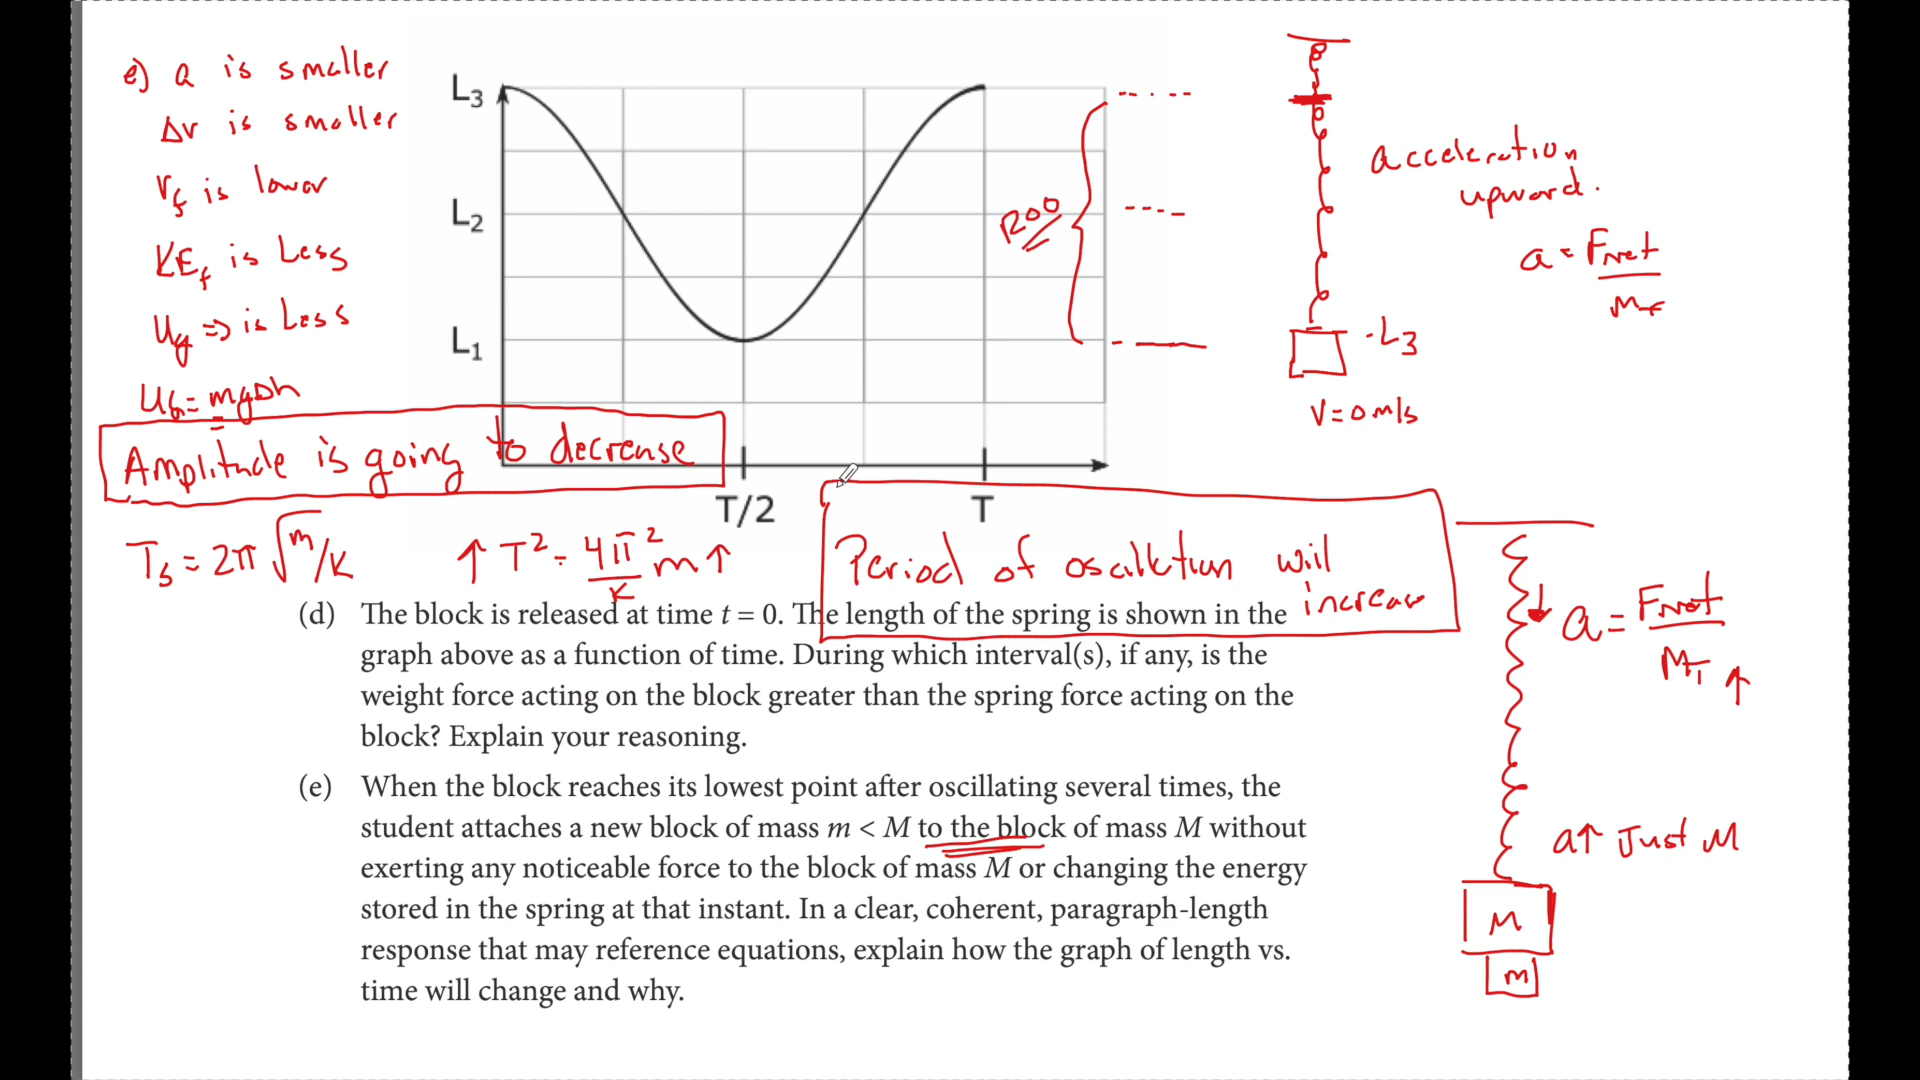 e) a is smaller
Δv is smaller
vf is lower
KEf is Less
Ug => is Less
UG = mgDh
Amplitude is going to decrease
Ts = 2π √m/K
↑ T² = 4π²/K m ↑
L3
L2
L1
T/2
T
acceleration
upward.
a = Fnet
-L3
V = 0 m/s
Period of oscillation will
increase
(d) The block is released at time t = 0. The length of the spring is shown in the
graph above as a function of time. During which interval(s), if any, is the
weight force acting on the block greater than the spring force acting on the
block? Explain your reasoning.
(e) When the block reaches its lowest point after oscillating several times, the
student attaches a new block of mass m < M to the block of mass M without
exerting any noticeable force to the block of mass M or changing the energy
stored in the spring at that instant. In a clear, coherent, paragraph-length
response that may reference equations, explain how the graph of length vs.
time will change and why.
a = Fnet
MT ↑
a↑ Just M
M
m